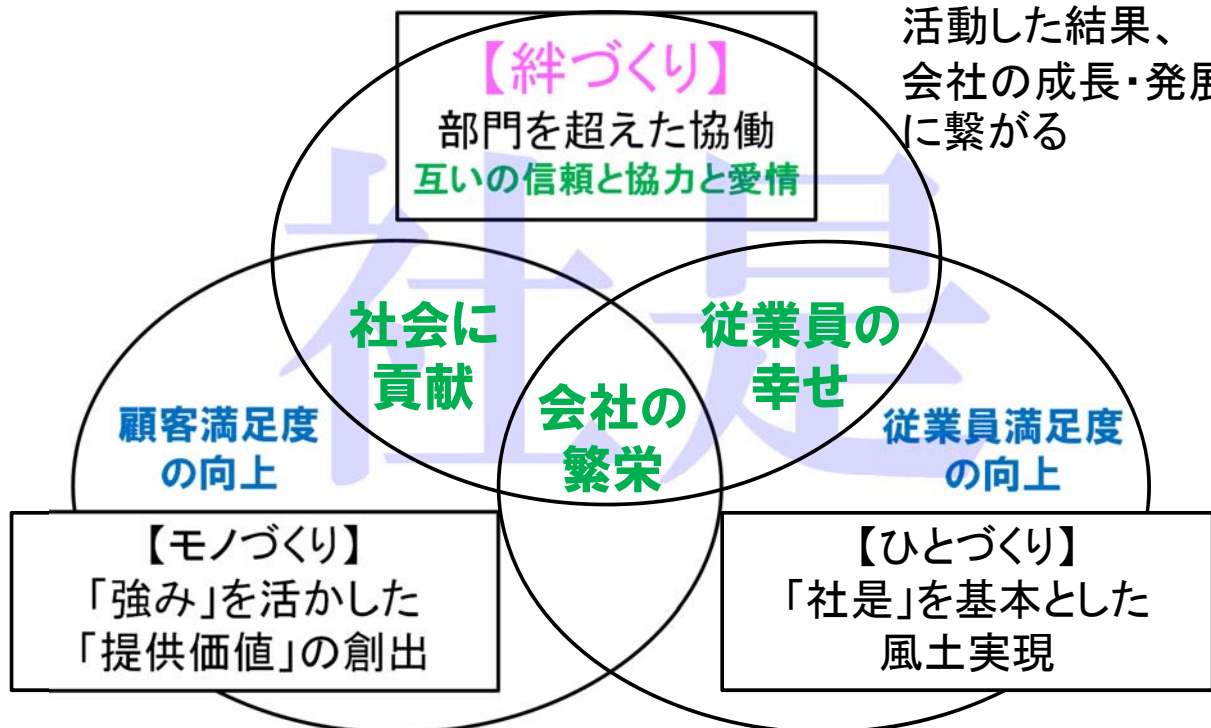 活動した結果、
会社の成長・発展
に繋がる
【絆づくり】
部門を超えた協働
互いの信頼と協力と愛情
社是
社会に
貢献
従業員の
幸せ
会社の
繁栄
顧客満足度
の向上
従業員満足度
の向上
【モノづくり】
「強み」を活かした
「提供価値」の創出
【ひとづくり】
「社是」を基本とした
風土実現